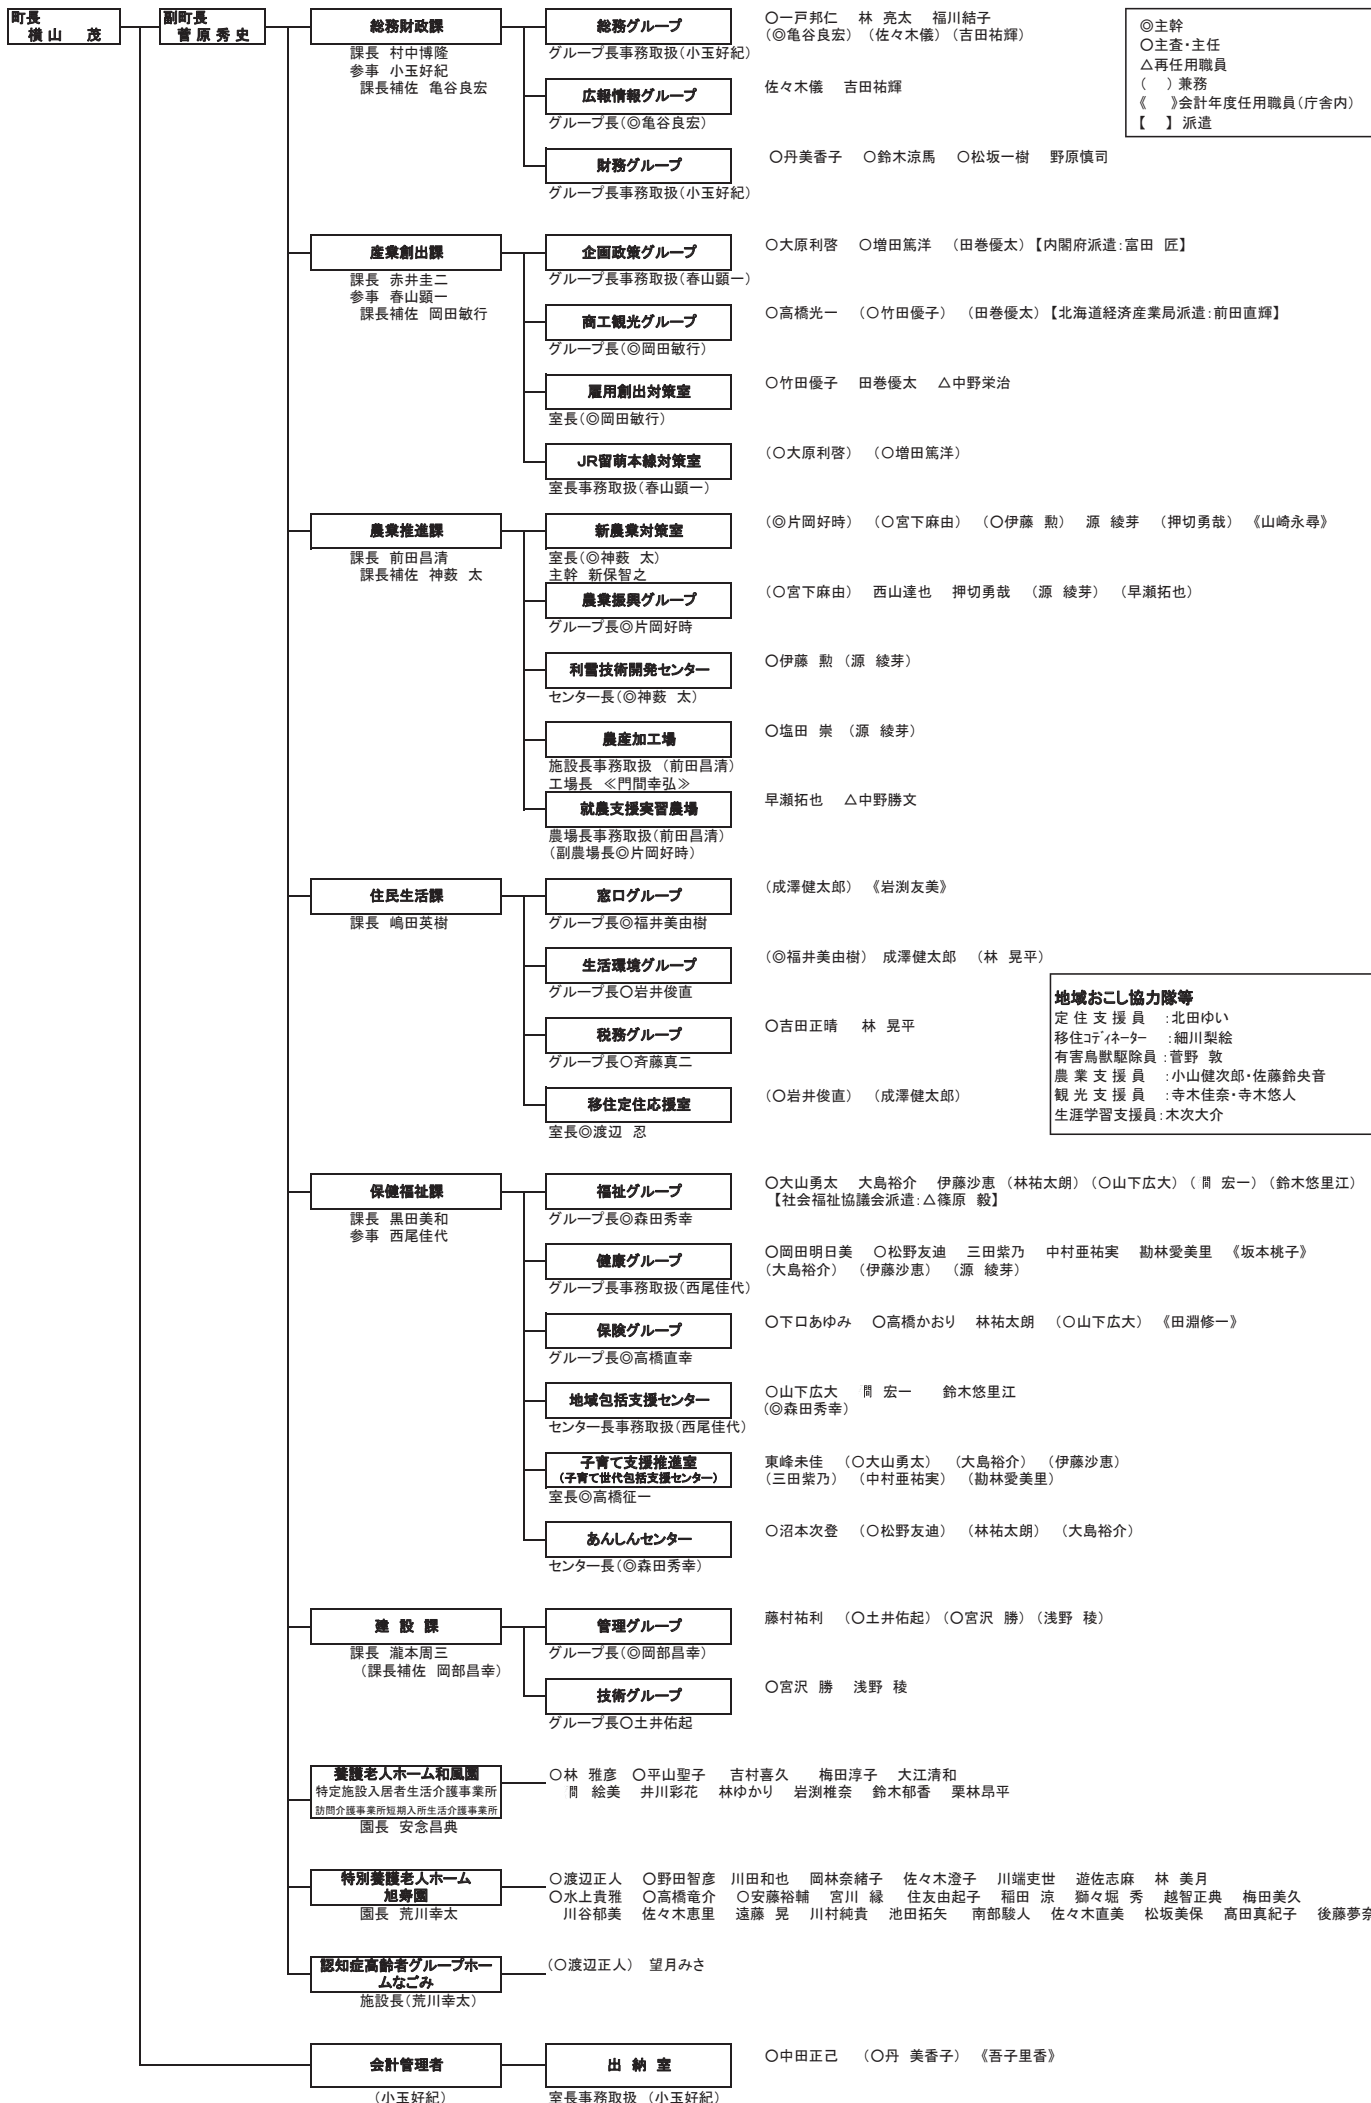 町長
横山　茂
副町長
菅原秀史
総務財政課
課長 村中博隆
参事 小玉好紀
課長補佐 亀谷良宏
総務グループ
グループ長事務取扱(小玉好紀)
〇一戸邦仁　林 亮太　福川結子
(◎亀谷良宏)　(佐々木儀)　(吉田祐輝)
広報情報グループ
グループ長(◎亀谷良宏)
佐々木儀　吉田祐輝
財務グループ
グループ長事務取扱(小玉好紀)
〇丹美香子　〇鈴木涼馬　〇松坂一樹　野原慎司
◎主幹
〇主査・主任
△再任用職員
(　) 兼務
《　》会計年度任用職員(庁舎内)
【　】派遣
産業創出課
課長 赤井圭二
参事 春山顕一
課長補佐 岡田敏行
企画政策グループ
グループ長事務取扱(春山顕一)
〇大原利啓　〇増田篤洋　(田巻優太)【内閣府派遣:富田 匠】
商工観光グループ
グループ長(◎岡田敏行)
〇高橋光一　(〇竹田優子)　(田巻優太)【北海道経済産業局派遣:前田直輝】
雇用創出対策室
室長(◎岡田敏行)
〇竹田優子　田巻優太　△中野栄治
JR留萌本線対策室
室長事務取扱(春山顕一)
(〇大原利啓)　(〇増田篤洋)
農業推進課
課長 前田昌清
課長補佐 神薮 太
新農業対策室
室長(◎神薮 太)
主幹 新保智之
(◎片岡好時)　(〇宮下麻由)　(〇伊藤 勲)　源 綾芽　(押切勇哉)　《山崎永尋》
農業振興グループ
グループ長◎片岡好時
(〇宮下麻由)　西山達也　押切勇哉　(源 綾芽)　(早瀬拓也)
利雪技術開発センター
センター長(◎神薮 太)
〇伊藤 勲　(源 綾芽)
農産加工場
施設長事務取扱 (前田昌清)
工場長 ≪門間幸弘≫
〇塩田 崇　(源 綾芽)
就農支援実習農場
農場長事務取扱(前田昌清)
(副農場長◎片岡好時)
早瀬拓也　△中野勝文
住民生活課
課長 嶋田英樹
窓口グループ
グループ長◎福井美由樹
(成澤健太郎)　《岩渕友美》
生活環境グループ
グループ長〇岩井俊直
(◎福井美由樹)　成澤健太郎　(林 晃平)
税務グループ
グループ長〇斉藤真二
〇吉田正晴　林 晃平
移住定住応援室
室長◎渡辺 忍
(〇岩井俊直)　(成澤健太郎)
地域おこし協力隊等
定住支援員 :北田ゆい
移住コディネーター :細川梨絵
有害鳥獣駆除員:菅野 敦
農業支援員 :小山健次郎・佐藤鈴央音
観光支援員 :寺木佳奈・寺木悠人
生涯学習支援員:木次大介
保健福祉課
課長 黒田美和
参事 西尾佳代
福祉グループ
グループ長◎森田秀幸
〇大山勇太　大島裕介　伊藤沙恵 (林祐太朗) (〇山下広大) (間 宏一) (鈴木悠里江)
【社会福祉協議会派遣:△篠原 毅】
健康グループ
グループ長事務取扱(西尾佳代)
〇岡田明日美　〇松野友迪　三田紫乃　中村亜祐実　勘林愛美里　《坂本桃子》
(大島裕介)　(伊藤沙恵)　(源 綾芽)
保険グループ
グループ長◎高橋直幸
〇下口あゆみ　〇高橋かおり　林祐太朗　(〇山下広大)　《田淵修一》
地域包括支援センター
センター長事務取扱(西尾佳代)
〇山下広大　間 宏一　鈴木悠里江
(◎森田秀幸)
子育て支援推進室
(子育て世代包括支援センター)
室長◎高橋征一
東峰未佳　(〇大山勇太)　(大島裕介)　(伊藤沙恵)
(三田紫乃)　(中村亜祐実)　(勘林愛美里)
あんしんセンター
センター長(◎森田秀幸)
〇沼本次登　(〇松野友迪)　(林祐太朗)　(大島裕介)
建設課
課長 瀧本周三
(課長補佐 岡部昌幸)
管理グループ
グループ長(◎岡部昌幸)
藤村祐利　(〇土井佑起) (〇宮沢 勝) (浅野 稜)
技術グループ
グループ長〇土井佑起
〇宮沢 勝　浅野 稜
養護老人ホーム和風園
特定施設入居者生活介護事業所
訪問介護事業所短期入所生活介護事業所
園長 安念昌典
〇林 雅彦　〇平山聖子　吉村喜久　梅田淳子　大江清和
間 絵美　井川彩花　林ゆかり　岩渕椎奈　鈴木郁香　栗林昂平
特別養護老人ホーム
旭寿園
園長 荒川幸太
〇渡辺正人　〇野田智彦　川田和也　岡林奈緒子　佐々木澄子　川端吏世　遊佐志麻　林 美月
〇水上貴雅　〇高橋竜介　〇安藤裕輔　宮川 縁　住友由起子　稲田 涼　獅々堀 秀　越智正典　梅田美久
川谷郁美　佐々木恵里　遠藤 晃　川村純貴　池田拓矢　南部駿人　佐々木直美　松坂美保　髙田真紀子　後藤夢奈
認知症高齢者グループホー
ムなごみ
施設長(荒川幸太)
(〇渡辺正人)　望月みさ
会計管理者
(小玉好紀)
出納室
室長事務取扱 (小玉好紀)
〇中田正己　(〇丹 美香子)　《吾子里香》